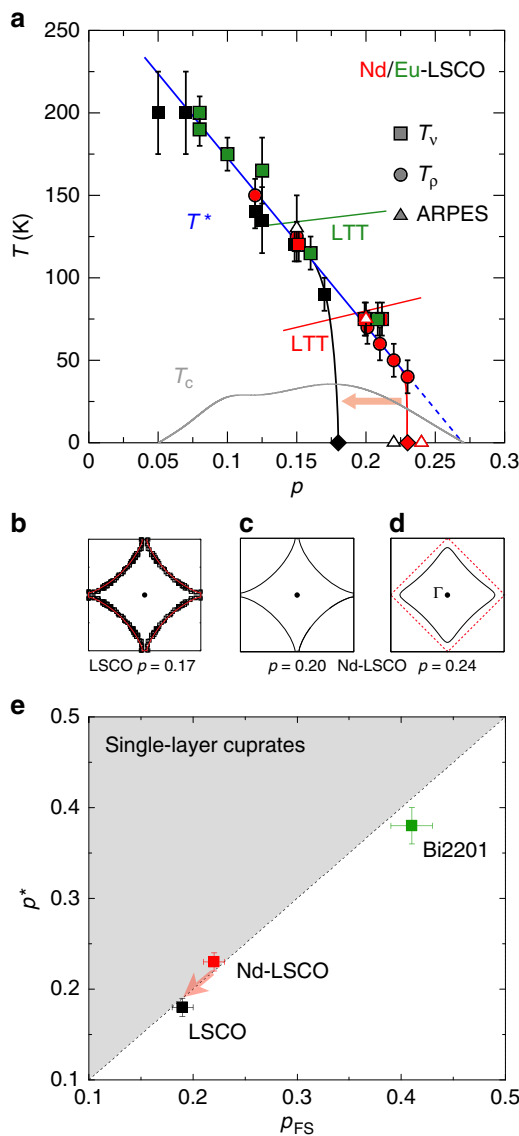 a
Nd/Eu-LSCO
Tν
Tρ
ARPES
T*
LTT
LTT
Tc
T (K)
250
200
150
100
50
0
0 0.05 0.1 0.15 0.2 0.25 0.3
p
b c d
Γ
LSCO p = 0.17 p = 0.20 Nd-LSCO p = 0.24
e
Single-layer cuprates
Bi2201
Nd-LSCO
LSCO
p*
0.5
0.4
0.3
0.2
0.1
0.1 0.2 0.3 0.4 0.5
pFS